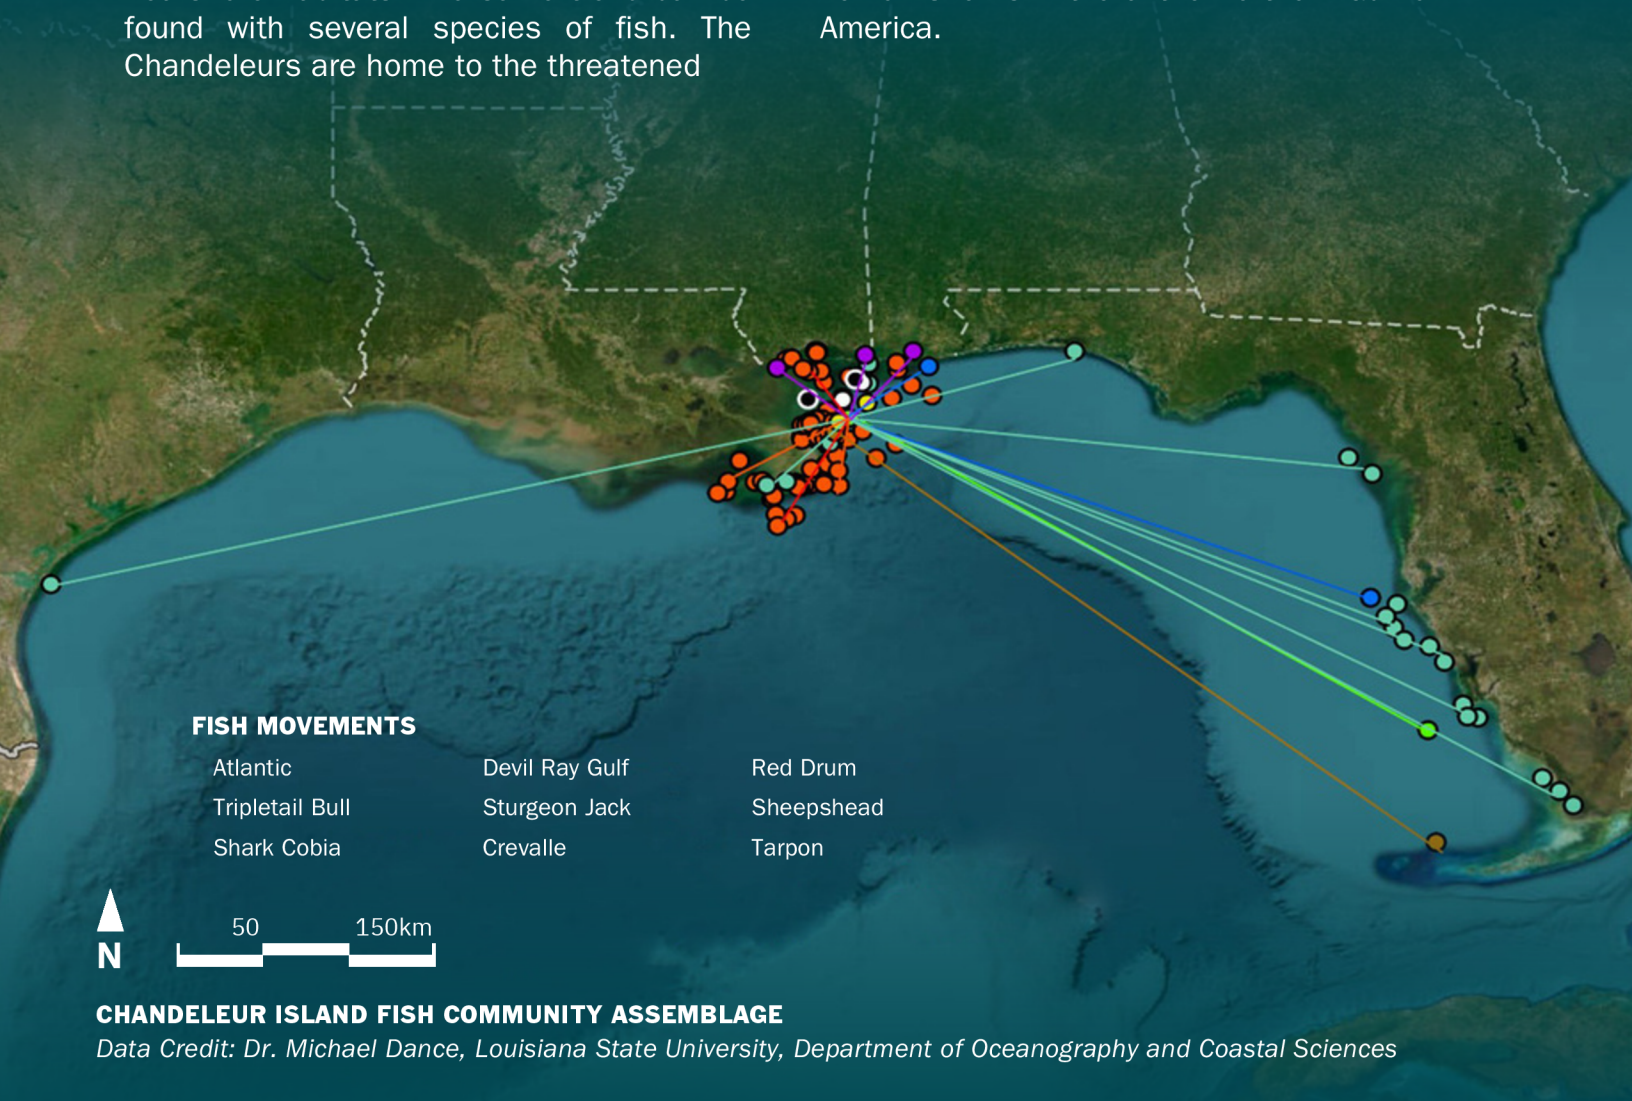 found with several species of fish. The
Chandeleurs are home to the threatened
America.
FISH MOVEMENTS
Atlantic
Tripletail Bull
Shark Cobia
Devil Ray Gulf
Sturgeon Jack
Crevalle
Red Drum
Sheepshead
Tarpon
50 150km
N
CHANDELEUR ISLAND FISH COMMUNITY ASSEMBLAGE
Data Credit: Dr. Michael Dance, Louisiana State University, Department of Oceanography and Coastal Sciences